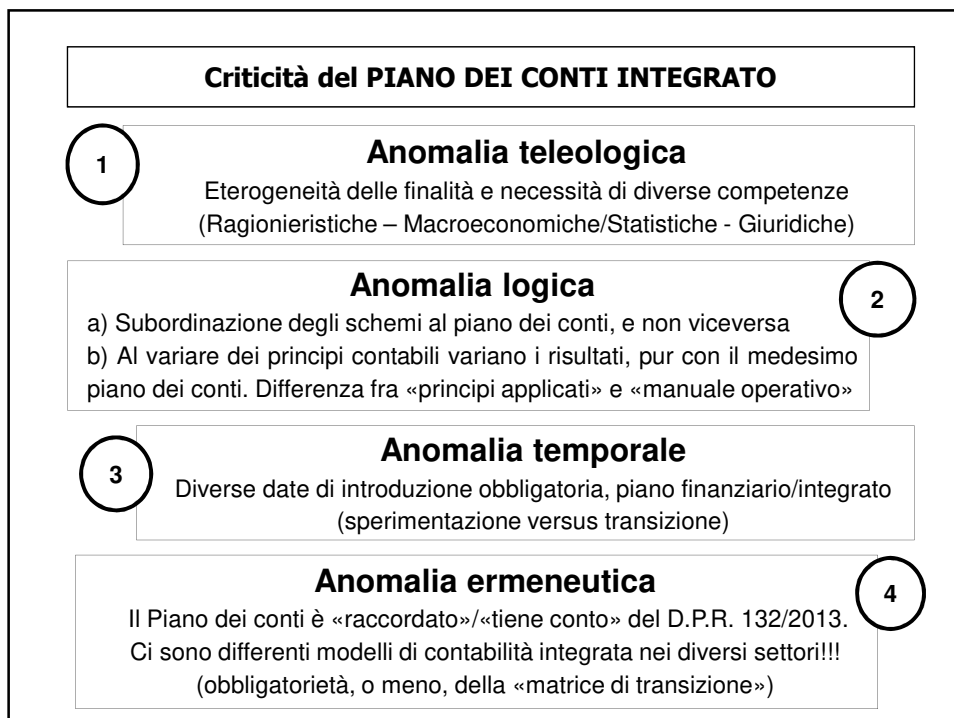 Criticità del PIANO DEI CONTI INTEGRATO
1
Anomalia teleologica
Eterogeneità delle finalità e necessità di diverse competenze
(Ragionieristiche – Macroeconomiche/Statistiche - Giuridiche)
Anomalia logica
2
a) Subordinazione degli schemi al piano dei conti, e non viceversa
b) Al variare dei principi contabili variano i risultati, pur con il medesimo
piano dei conti. Differenza fra «principi applicati» e «manuale operativo»
3
Anomalia temporale
Diverse date di introduzione obbligatoria, piano finanziario/integrato
(sperimentazione versus transizione)
Anomalia ermeneutica
4
Il Piano dei conti è «raccordato»/«tiene conto» del D.P.R. 132/2013.
Ci sono differenti modelli di contabilità integrata nei diversi settori!!!
(obbligatorietà, o meno, della «matrice di transizione»)